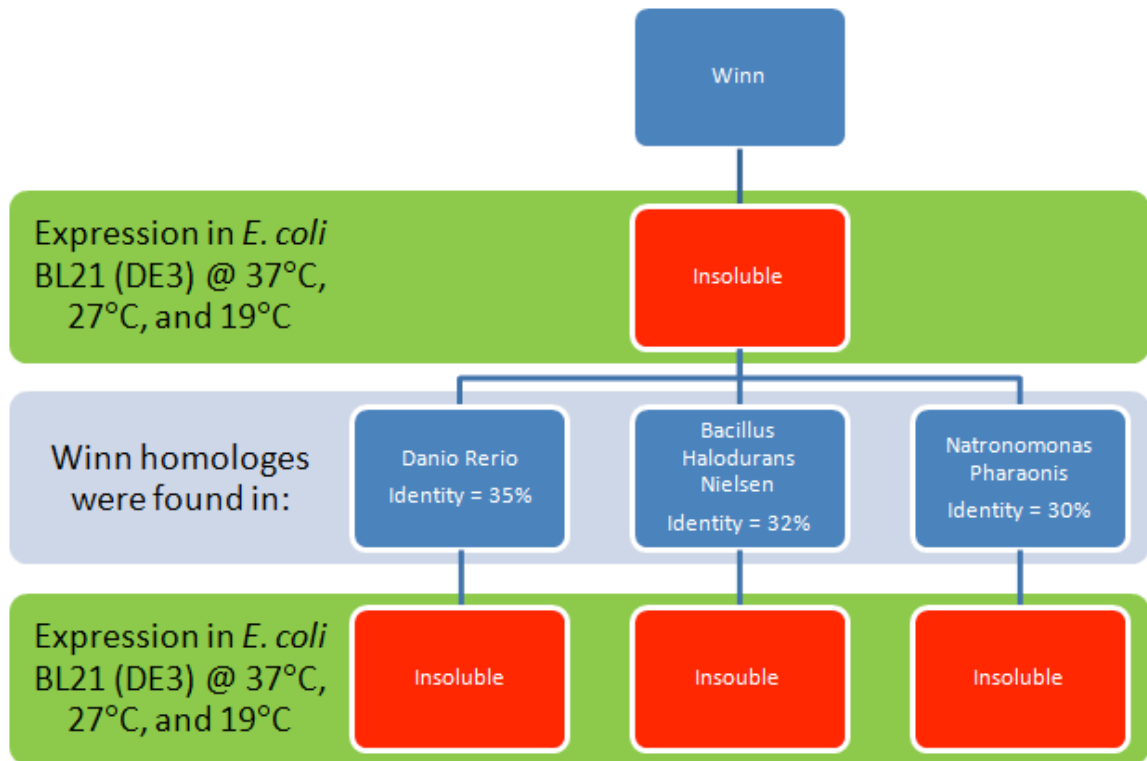 Winn
Expression in E. coli
BL21 (DE3) @ 37°C,
27°C, and 19°C
Insoluble
Winn homologes
were found in:
Danio Rerio
Identity = 35%
Bacillus
Halodurans
Nielsen
Identity = 32%
Natronomonas
Pharaonis
Identity = 30%
Expression in E. coli
BL21 (DE3) @ 37°C,
27°C, and 19°C
Insoluble
Insouble
Insoluble